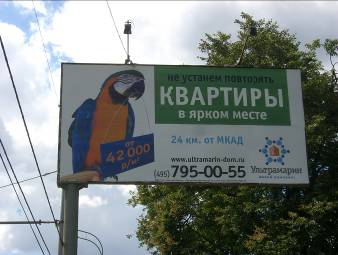 не устанем повторять
КВАРТИРЫ
в ярком месте
24 км. от МКАД
от
42 000
р/м²
www.ultramarin-dom.ru
(495) 795-00-55
Ультрамарин